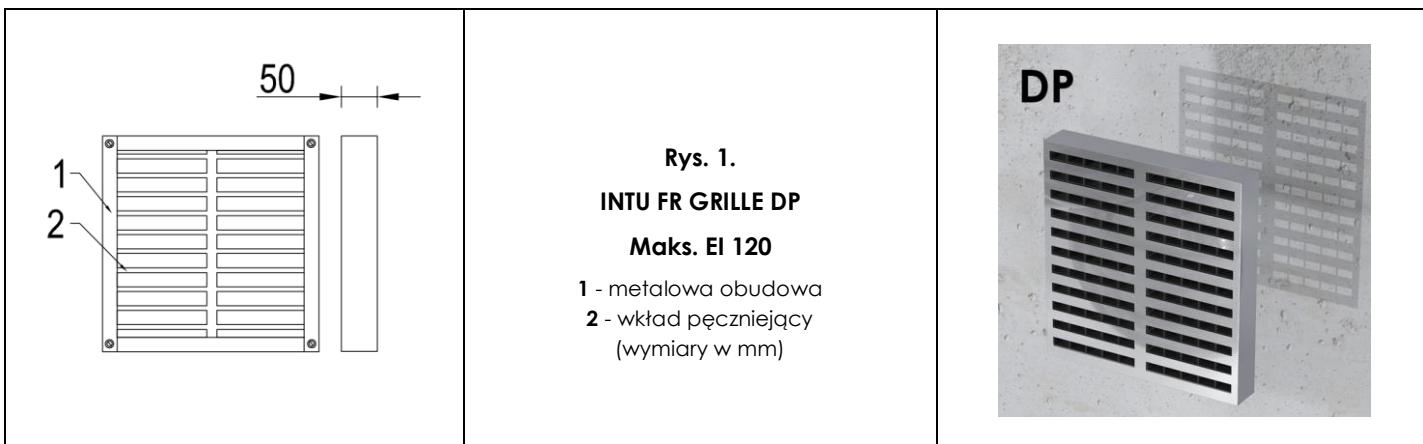 50
1
2
Rys. 1.
INTU FR GRILLE DP
Maks. EI 120
1 - metalowa obudowa
2 - wkład pęczniejący
(wymiary w mm)
DP